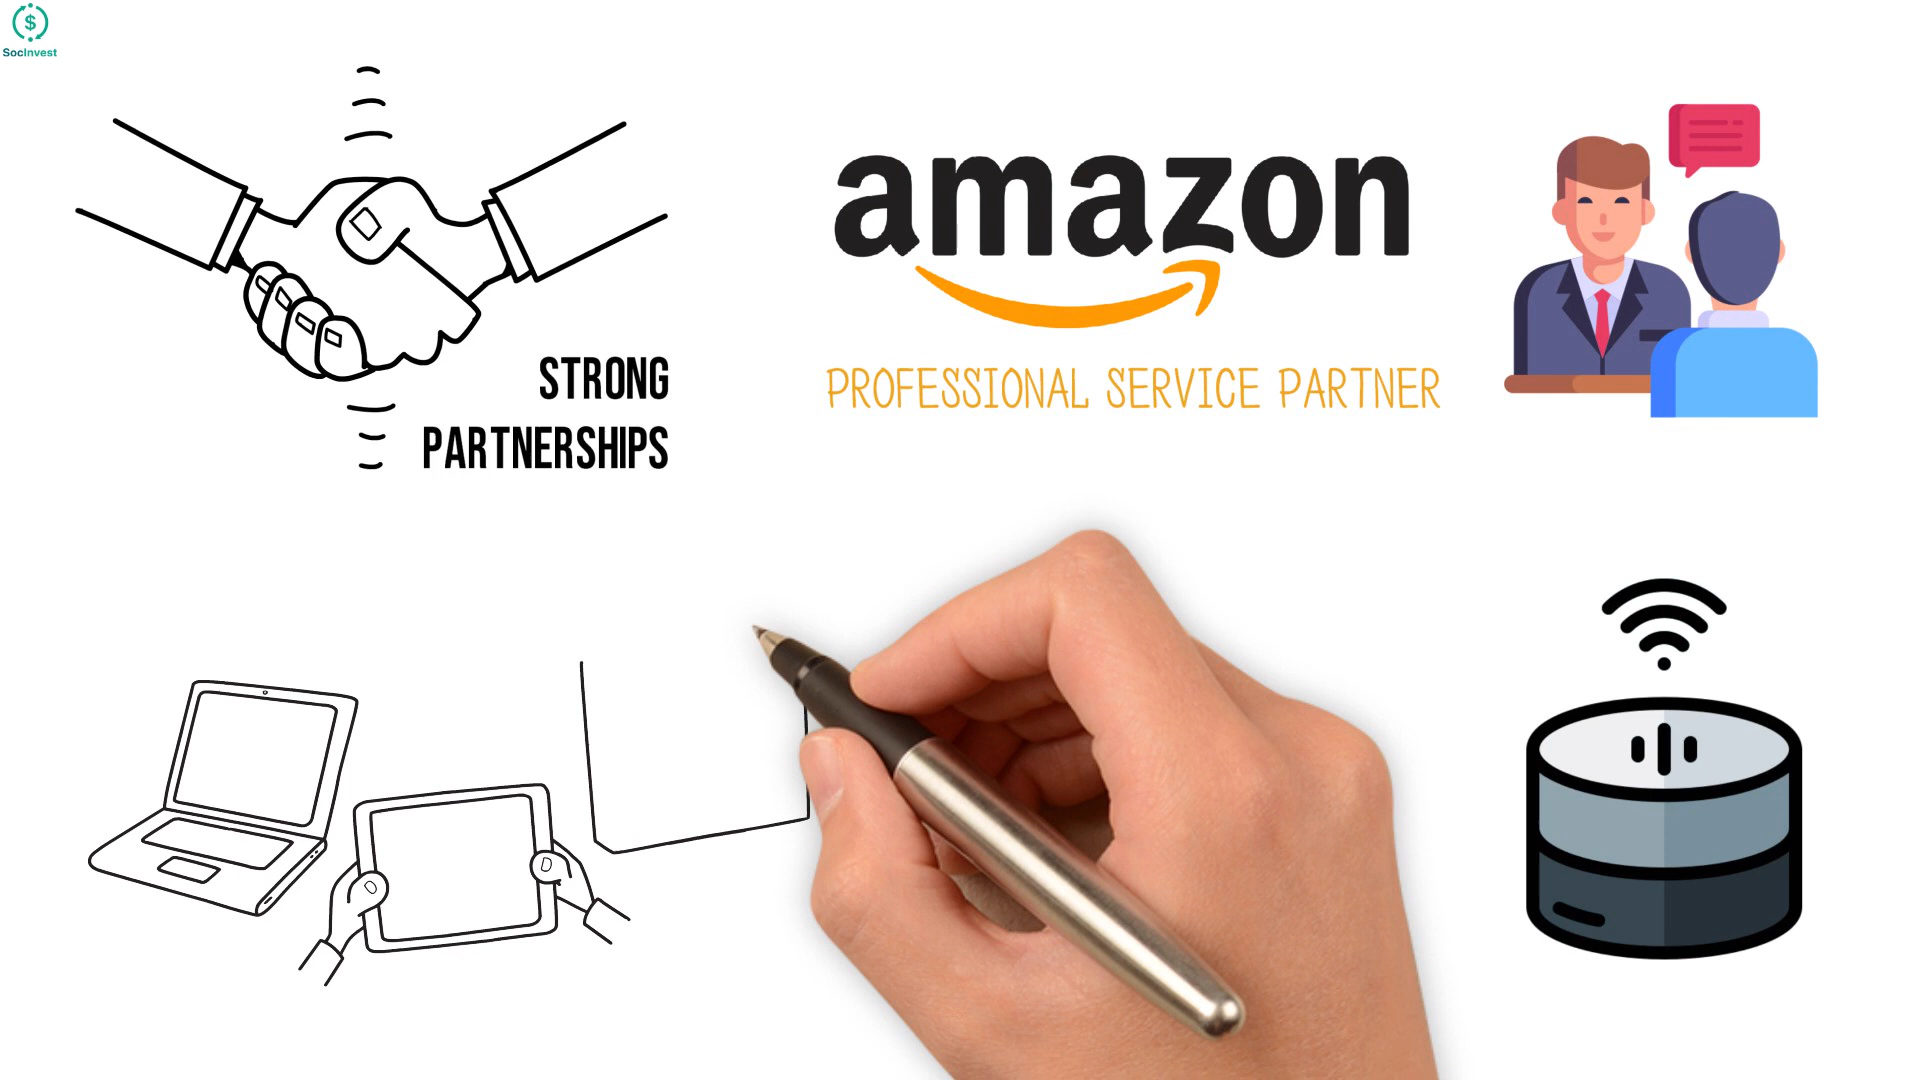 SocInvest
STRONG
PARTNERSHIPS
amazon
PROFESSIONAL SERVICE PARTNER